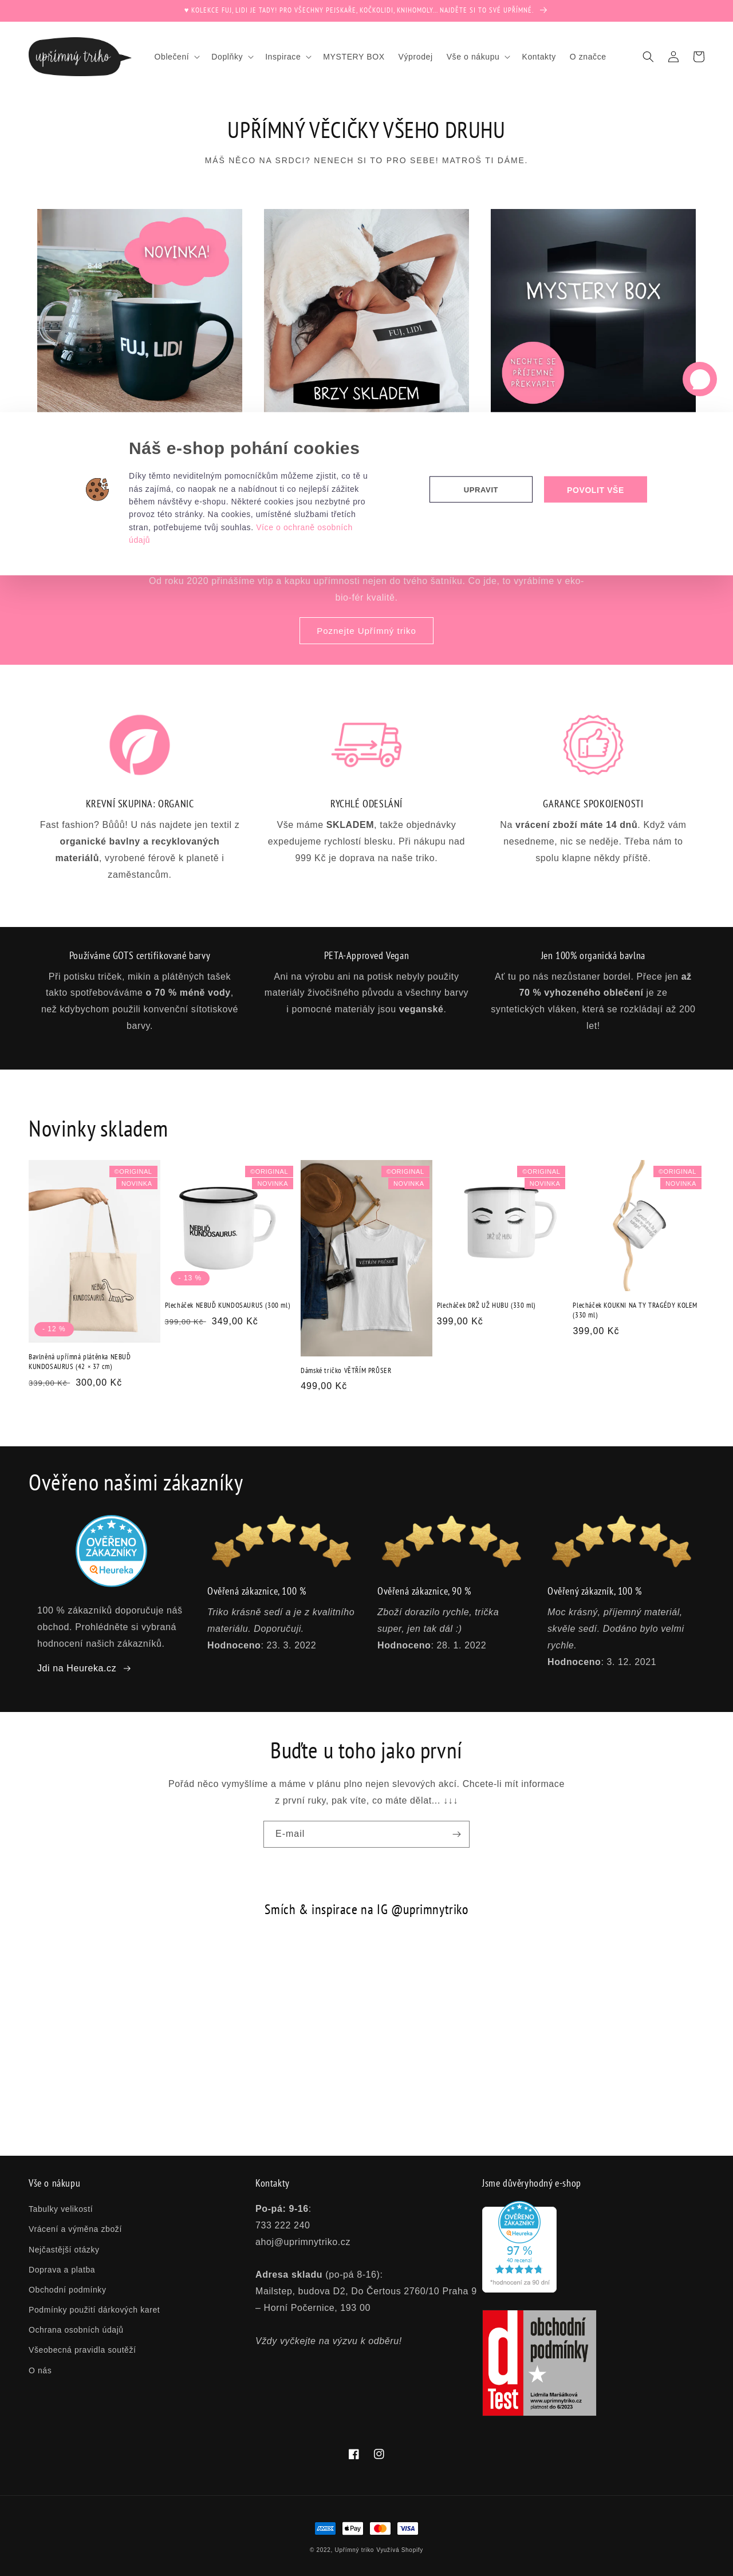 ♥ KOLEKCE FUJ, LIDI JE TADY! PRO VŠECHNY PEJSKAŘE, KOČKOLIDI, KNIHOMOLY... NAJDĚTE SI TO SVÉ UPŘÍMNÉ. →
upřímný triko
Oblečení
Doplňky
Inspirace
MYSTERY BOX
Výprodej
Vše o nákupu
Kontakty
O značce
UPŘÍMNÝ VĚCIČKY VŠEHO DRUHU
MÁŠ NĚCO NA SRDCI? NENECH SI TO PRO SEBE! MATROŠ TI DÁME.
NOVINKA!
FUJ, LIDI
FUJ, LIDI
BRZY SKLADEM
MYSTERY BOX
NECHTE SE
PŘÍJEMNĚ
PŘEKVAPIT
Náš e-shop pohání cookies
Díky těmto neviditelným pomocníčkům můžeme zjistit, co tě u
nás zajímá, co naopak ne a nabídnout ti co nejlepší zážitek
během návštěvy e-shopu. Některé cookies jsou nezbytné pro
provoz této stránky. Na cookies, umístěné službami třetích
stran, potřebujeme tvůj souhlas. Více o ochraně osobních
údajů
UPRAVIT
POVOLIT VŠE
Od roku 2020 přinášíme vtip a kapku upřímnosti nejen do tvého šatníku. Co jde, to vyrábíme v eko-
bio-fér kvalitě.
Poznejte Upřímný triko
KREVNÍ SKUPINA: ORGANIC
Fast fashion? Bůůů! U nás najdete jen textil z
organické bavlny a recyklovaných
materiálů, vyrobené férově k planetě i
zaměstancům.
RYCHLÉ ODESLÁNÍ
Vše máme SKLADEM, takže objednávky
expedujeme rychlostí blesku. Při nákupu nad
999 Kč je doprava na naše triko.
GARANCE SPOKOJENOSTI
Na vrácení zboží máte 14 dnů. Když vám
nesedneme, nic se neděje. Třeba nám to
spolu klapne někdy příště.
Používáme GOTS certifikované barvy
Při potisku triček, mikin a plátěných tašek
takto spotřebováváme o 70 % méně vody,
než kdybychom použili konvenční sítotiskové
barvy.
PETA-Approved Vegan
Ani na výrobu ani na potisk nebyly použity
materiály živočišného původu a všechny barvy
i pomocné materiály jsou veganské.
Jen 100% organická bavlna
Ať tu po nás nezůstaner bordel. Přece jen až
70 % vyhozeného oblečení je ze
syntetických vláken, která se rozkládají až 200
let!
Novinky skladem
©ORIGINAL
NOVINKA
NEBUĎ
KUNDOSAURUS
- 12 %
Bavlněná upřímná plátěnka NEBUĎ
KUNDOSAURUS (42 × 37 cm)
339,00 Kč 300,00 Kč
©ORIGINAL
NOVINKA
NEBUĎ
KUNDOSAURUS.
- 13 %
Plecháček NEBUĎ KUNDOSAURUS (300 ml)
399,00 Kč 349,00 Kč
©ORIGINAL
NOVINKA
VĚTŘÍM PRŮSER
Dámské tričko VĚTŘÍM PRŮSER
499,00 Kč
©ORIGINAL
NOVINKA
DRŽ UŽ HUBU
Plecháček DRŽ UŽ HUBU (330 ml)
399,00 Kč
©ORIGINAL
NOVINKA
Plecháček KOUKNI NA TY TRAGÉDY KOLEM
(330 ml)
399,00 Kč
Ověřeno našimi zákazníky
OVĚŘENO
ZÁKAZNÍKY
Heureka
100 % zákazníků doporučuje náš
obchod. Prohlédněte si vybraná
hodnocení našich zákazníků.
Jdi na Heureka.cz →
Ověřená zákaznice, 100 %
Triko krásně sedí a je z kvalitního
materiálu. Doporučuji.
Hodnoceno: 23. 3. 2022
Ověřená zákaznice, 90 %
Zboží dorazilo rychle, trička
super, jen tak dál :)
Hodnoceno: 28. 1. 2022
Ověřený zákazník, 100 %
Moc krásný, příjemný materiál,
skvěle sedí. Dodáno bylo velmi
rychle.
Hodnoceno: 3. 12. 2021
Buďte u toho jako první
Pořád něco vymyšlíme a máme v plánu plno nejen slevových akcí. Chcete-li mít informace
z první ruky, pak víte, co máte dělat... ↓↓↓
E-mail
Smích & inspirace na IG @uprimnytriko
Vše o nákupu
Tabulky velikostí
Vrácení a výměna zboží
Nejčastější otázky
Doprava a platba
Obchodní podmínky
Podmínky použití dárkových karet
Ochrana osobních údajů
Všeobecná pravidla soutěží
O nás
Kontakty
Po-pá: 9-16:
733 222 240
ahoj@uprimnytriko.cz
Adresa skladu (po-pá 8-16):
Mailstep, budova D2, Do Čertous 2760/10 Praha 9
– Horní Počernice, 193 00
Vždy vyčkejte na výzvu k odběru!
Jsme důvěryhodný e-shop
OVĚŘENO
ZÁKAZNÍKY
Heureka
97 %
40 recenzí
*hodnocení za 90 dní
dTest
obchodní
podmínky
Lidmila Maršálková
www.uprimnytriko.cz
platnost do 6/2023
Pay
VISA
© 2022, Upřímný triko Využívá Shopify